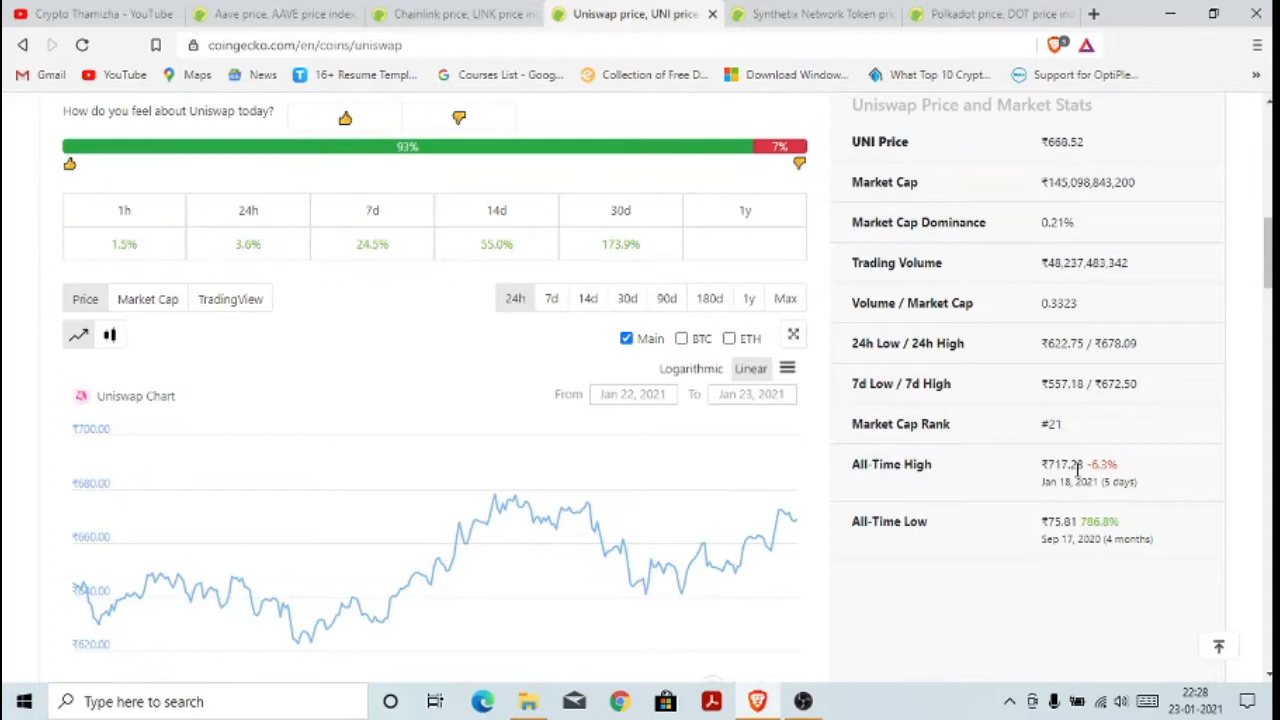 Crypto Thamizha - YouTube
Aave price, AAVE price index,
Chainlink price, LINK price in
Uniswap price, UNI price
Synthetix Network Token pr
Polkadot price, DOT price ind
coingecko.com/en/coins/uniswap
1
Gmail
YouTube
Maps
News
16+ Resume Templ...
Courses List - Goog...
Collection of Free D...
Download Window...
What Top 10 Crypt...
Support for OptiPle...
How do you feel about Uniswap today?
93%
7%
1h 24h 7d 14d 30d 1y
1.5% 3.6% 24.5% 55.0% 173.9%
Price Market Cap TradingView
24h 7d 14d 30d 90d 180d 1y Max
Main BTC ETH
Logarithmic Linear
Uniswap Chart
From Jan 22, 2021 To Jan 23, 2021
₹700.00
₹680.00
₹660.00
₹640.00
₹620.00
Uniswap Price and Market Stats
UNI Price ₹668.52
Market Cap ₹145,098,843,200
Market Cap Dominance 0.21%
Trading Volume ₹48,237,483,342
Volume / Market Cap 0.3323
24h Low / 24h High ₹622.75 / ₹678.09
7d Low / 7d High ₹557.18 / ₹672.50
Market Cap Rank #21
All-Time High ₹717.23 -6.3%
Jan 18, 2021 (5 days)
All-Time Low ₹75.81 786.8%
Sep 17, 2020 (4 months)
Type here to search
22:28
23-01-2021